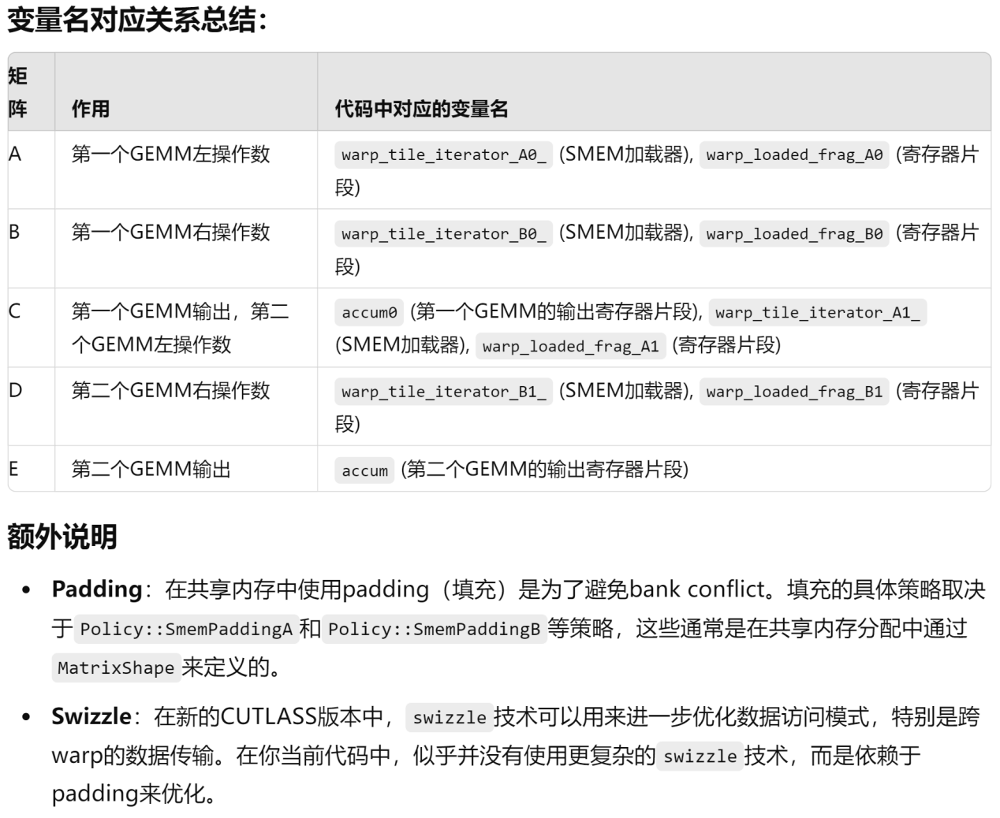 变量名对应关系总结：
矩
阵 作用 代码中对应的变量名
A 第一个GEMM左操作数 warp_tile_iterator_A0_ (SMEM加载器), warp_loaded_frag_A0 (寄存器片
段)
B 第一个GEMM右操作数 warp_tile_iterator_B0_ (SMEM加载器), warp_loaded_frag_B0 (寄存器片
段)
C 第一个GEMM输出，第二 accum0 (第一个GEMM的输出寄存器片段), warp_tile_iterator_A1_
个GEMM左操作数 (SMEM加载器), warp_loaded_frag_A1 (寄存器片段)
D 第二个GEMM右操作数 warp_tile_iterator_B1_ (SMEM加载器), warp_loaded_frag_B1 (寄存器片
段)
E 第二个GEMM输出 accum (第二个GEMM的输出寄存器片段)
额外说明
• Padding：在共享内存中使用padding（填充）是为了避免bank conflict。填充的具体策略取决
于 Policy::SmemPaddingA 和 Policy::SmemPaddingB 等策略，这些通常是在共享内存分配中通过
MatrixShape 来定义的。
• Swizzle：在新的CUTLASS版本中， swizzle 技术可以用来进一步优化数据访问模式，特别是跨
warp的数据传输。在你当前代码中，似乎并没有使用更复杂的 swizzle 技术，而是依赖于
padding来优化。